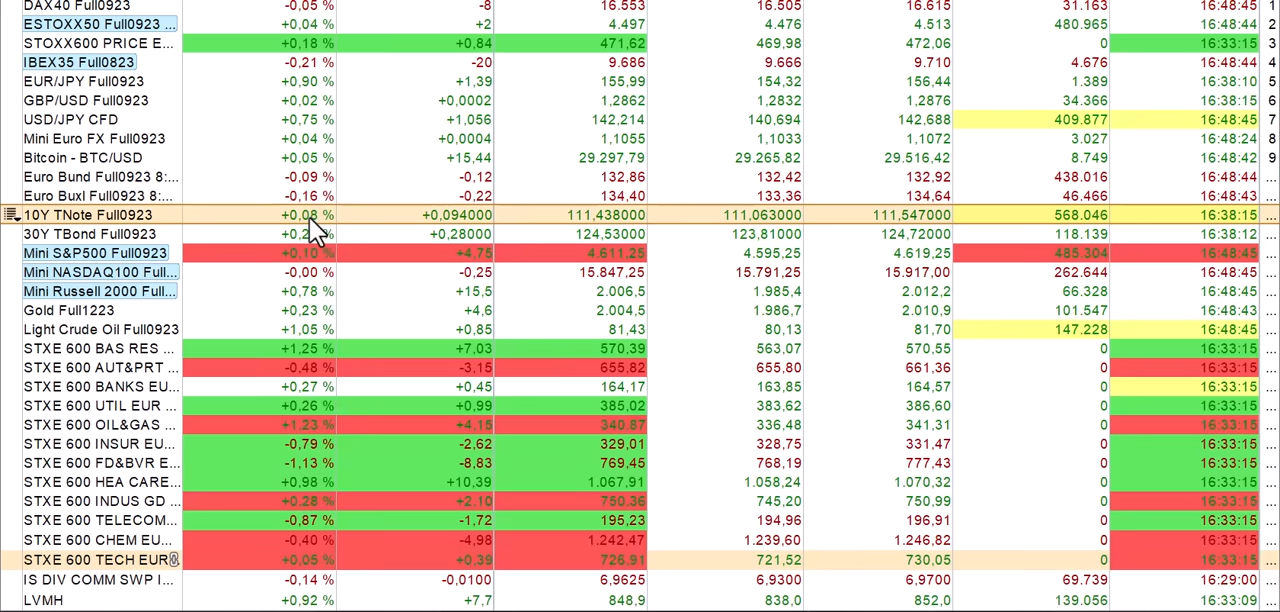 DAX40 Full0923 -0,05 % -8 16.553 16.505 16.615 31.163 16:48:45 1
ESTOXX50 Full0923 ... +0,04 % +2 4.497 4.476 4.513 480.965 16:48:44 2
STOXX600 PRICE E... +0,18 % +0,84 471,62 469,98 472,06 0 16:33:15 3
IBEX35 Full0823 -0,21 % -20 9.686 9.666 9.710 4.676 16:48:44 4
EUR/JPY Full0923 +0,90 % +1,39 155,99 154,32 156,44 1.389 16:38:10 5
GBP/USD Full0923 +0,02 % +0,0002 1,2862 1,2832 1,2876 34.366 16:38:15 6
USD/JPY CFD +0,75 % +1,056 142,214 140,694 142,688 409.877 16:48:45 7
Mini Euro FX Full0923 +0,04 % +0,0004 1,1055 1,1033 1,1072 3.027 16:48:24 8
Bitcoin - BTC/USD +0,05 % +15,44 29.297,79 29.265,82 29.516,42 8.749 16:48:42 9
Euro Bund Full0923 8:... -0,09 % -0,12 132,86 132,42 132,92 438.016 16:48:44 ...
Euro Buxl Full0923 8:... -0,16 % -0,22 134,40 133,36 134,64 46.466 16:48:43 ...
10Y TNote Full0923 +0,08 % +0,094000 111,438000 111,063000 111,547000 568.046 16:38:15 ...
30Y TBond Full0923 +0,28000 124,53000 123,81000 124,72000 118.139 16:38:12 ...
Mini S&P500 Full0923 +0,10 % +4,75 4.611,25 4.595,25 4.619,25 485.304 16:48:45 ...
Mini NASDAQ100 Full... -0,00 % -0,25 15.847,25 15.791,25 15.917,00 262.644 16:48:45 ...
Mini Russell 2000 Full... +0,78 % +15,5 2.006,5 1.985,4 2.012,2 66.328 16:48:45 ...
Gold Full1223 +0,23 % +4,6 2.004,5 1.986,7 2.010,9 101.547 16:48:43 ...
Light Crude Oil Full0923 +1,05 % +0,85 81,43 80,13 81,70 147.228 16:48:45 ...
STXE 600 BAS RES ... +1,25 % +7,03 570,39 563,07 570,55 0 16:33:15 ...
STXE 600 AUT&PRT ... -0,48 % -3,15 655,82 655,80 661,36 0 16:33:15 ...
STXE 600 BANKS EU... +0,27 % +0,45 164,17 163,85 164,57 0 16:33:15 ...
STXE 600 UTIL EUR ... +0,26 % +0,99 385,02 383,62 386,60 0 16:33:15 ...
STXE 600 OIL&GAS ... +1,23 % +4,15 340,87 336,48 341,31 0 16:33:15 ...
STXE 600 INSUR EU... -0,79 % -2,62 329,01 328,75 331,47 0 16:33:15 ...
STXE 600 FD&BVR E... -1,13 % -8,83 769,45 768,19 777,43 0 16:33:15 ...
STXE 600 HEA CARE... +0,98 % +10,39 1.067,91 1.058,24 1.070,32 0 16:33:15 ...
STXE 600 INDUS GD ... +0,28 % +2,10 750,36 745,20 750,99 0 16:33:15 ...
STXE 600 TELECOM... -0,87 % -1,72 195,23 194,96 196,91 0 16:33:15 ...
STXE 600 CHEM EU... -0,40 % -4,98 1.242,47 1.239,60 1.246,82 0 16:33:15 ...
STXE 600 TECH EUR +0,05 % +0,39 726,91 721,52 730,05 0 16:33:15 ...
IS DIV COMM SWP I... -0,14 % -0,0100 6,9625 6,9300 6,9700 69.739 16:29:00 ...
LVMH +0,92 % +7,7 848,9 838,0 852,0 139.056 16:33:09 ...